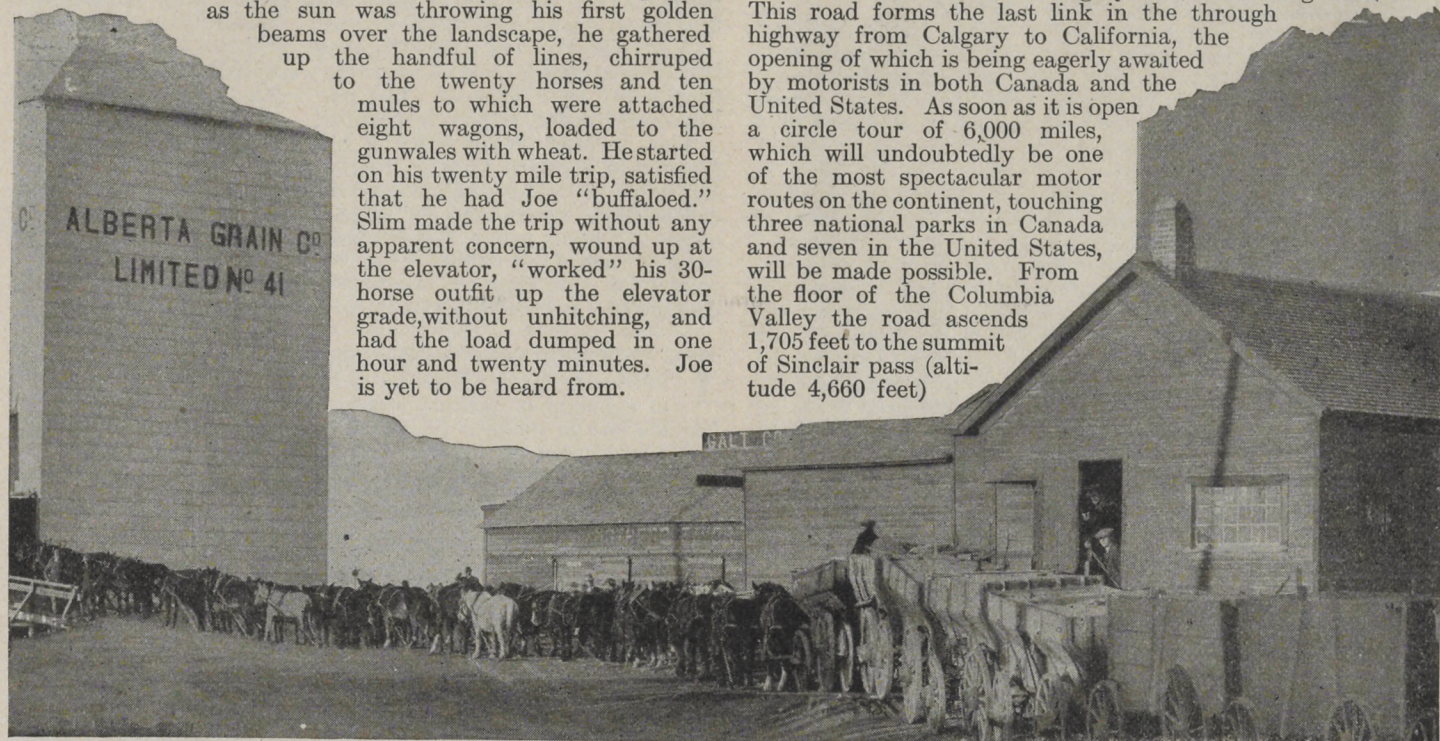 as the sun was throwing his first golden
beams over the landscape, he gathered
up the handful of lines, chirruped
to the twenty horses and ten
mules to which were attached
eight wagons, loaded to the
gunwales with wheat. He started
on his twenty mile trip, satisfied
that he had Joe “buffaloed.”
Slim made the trip without any
apparent concern, wound up at
the elevator, “worked” his 30-
horse outfit up the elevator
grade,without unhitching, and
had the load dumped in one
hour and twenty minutes. Joe
is yet to be heard from.
This road forms the last link in the through
highway from Calgary to California, the
opening of which is being eagerly awaited
by motorists in both Canada and the
United States. As soon as it is open
a circle tour of 6,000 miles,
which will undoubtedly be one
of the most spectacular motor
routes on the continent, touching
three national parks in Canada
and seven in the United States,
will be made possible. From
the floor of the Columbia
Valley the road ascends
1,705 feet to the summit
of Sinclair pass (alti-
tude 4,660 feet)
ALBERTA GRAIN Cº
LIMITED Nº 41
GALT CO